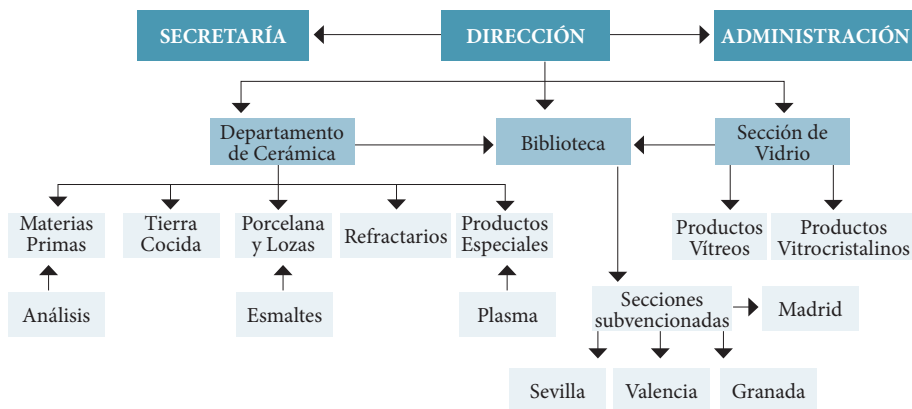 SECRETARÍA
DIRECCIÓN
ADMINISTRACIÓN
Departamento
de Cerámica
Biblioteca
Sección de
Vidrio
Materias
Primas
Tierra
Cocida
Porcelana
y Lozas
Refractarios
Productos
Especiales
Productos
Vítreos
Productos
Vitrocristalinos
Análisis
Esmaltes
Plasma
Secciones
subvencionadas
Madrid
Sevilla
Valencia
Granada